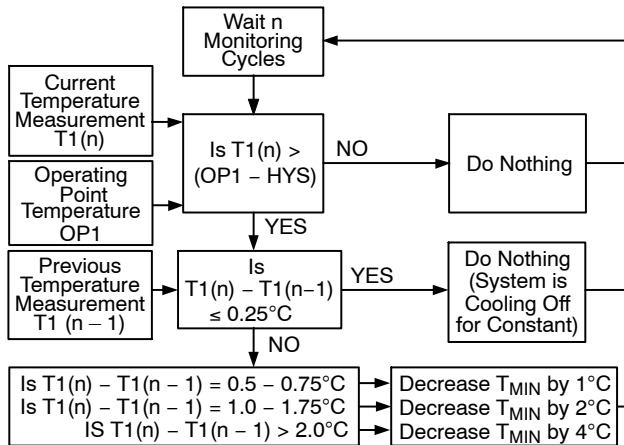 Wait n
Monitoring
Cycles
Current
Temperature
Measurement
T1(n)
Is T1(n) >
(OP1 – HYS)
NO
Do Nothing
Operating
Point
Temperature
OP1
YES
Previous
Temperature
Measurement
T1 (n – 1)
Is
T1(n) – T1(n–1)
≤ 0.25°C
YES
Do Nothing
(System is
Cooling Off
for Constant)
NO
Is T1(n) – T1(n – 1) = 0.5 – 0.75°C
Decrease TMIN by 1°C
Is T1(n) – T1(n – 1) = 1.0 – 1.75°C
Decrease TMIN by 2°C
IS T1(n) – T1(n – 1) > 2.0°C
Decrease TMIN by 4°C